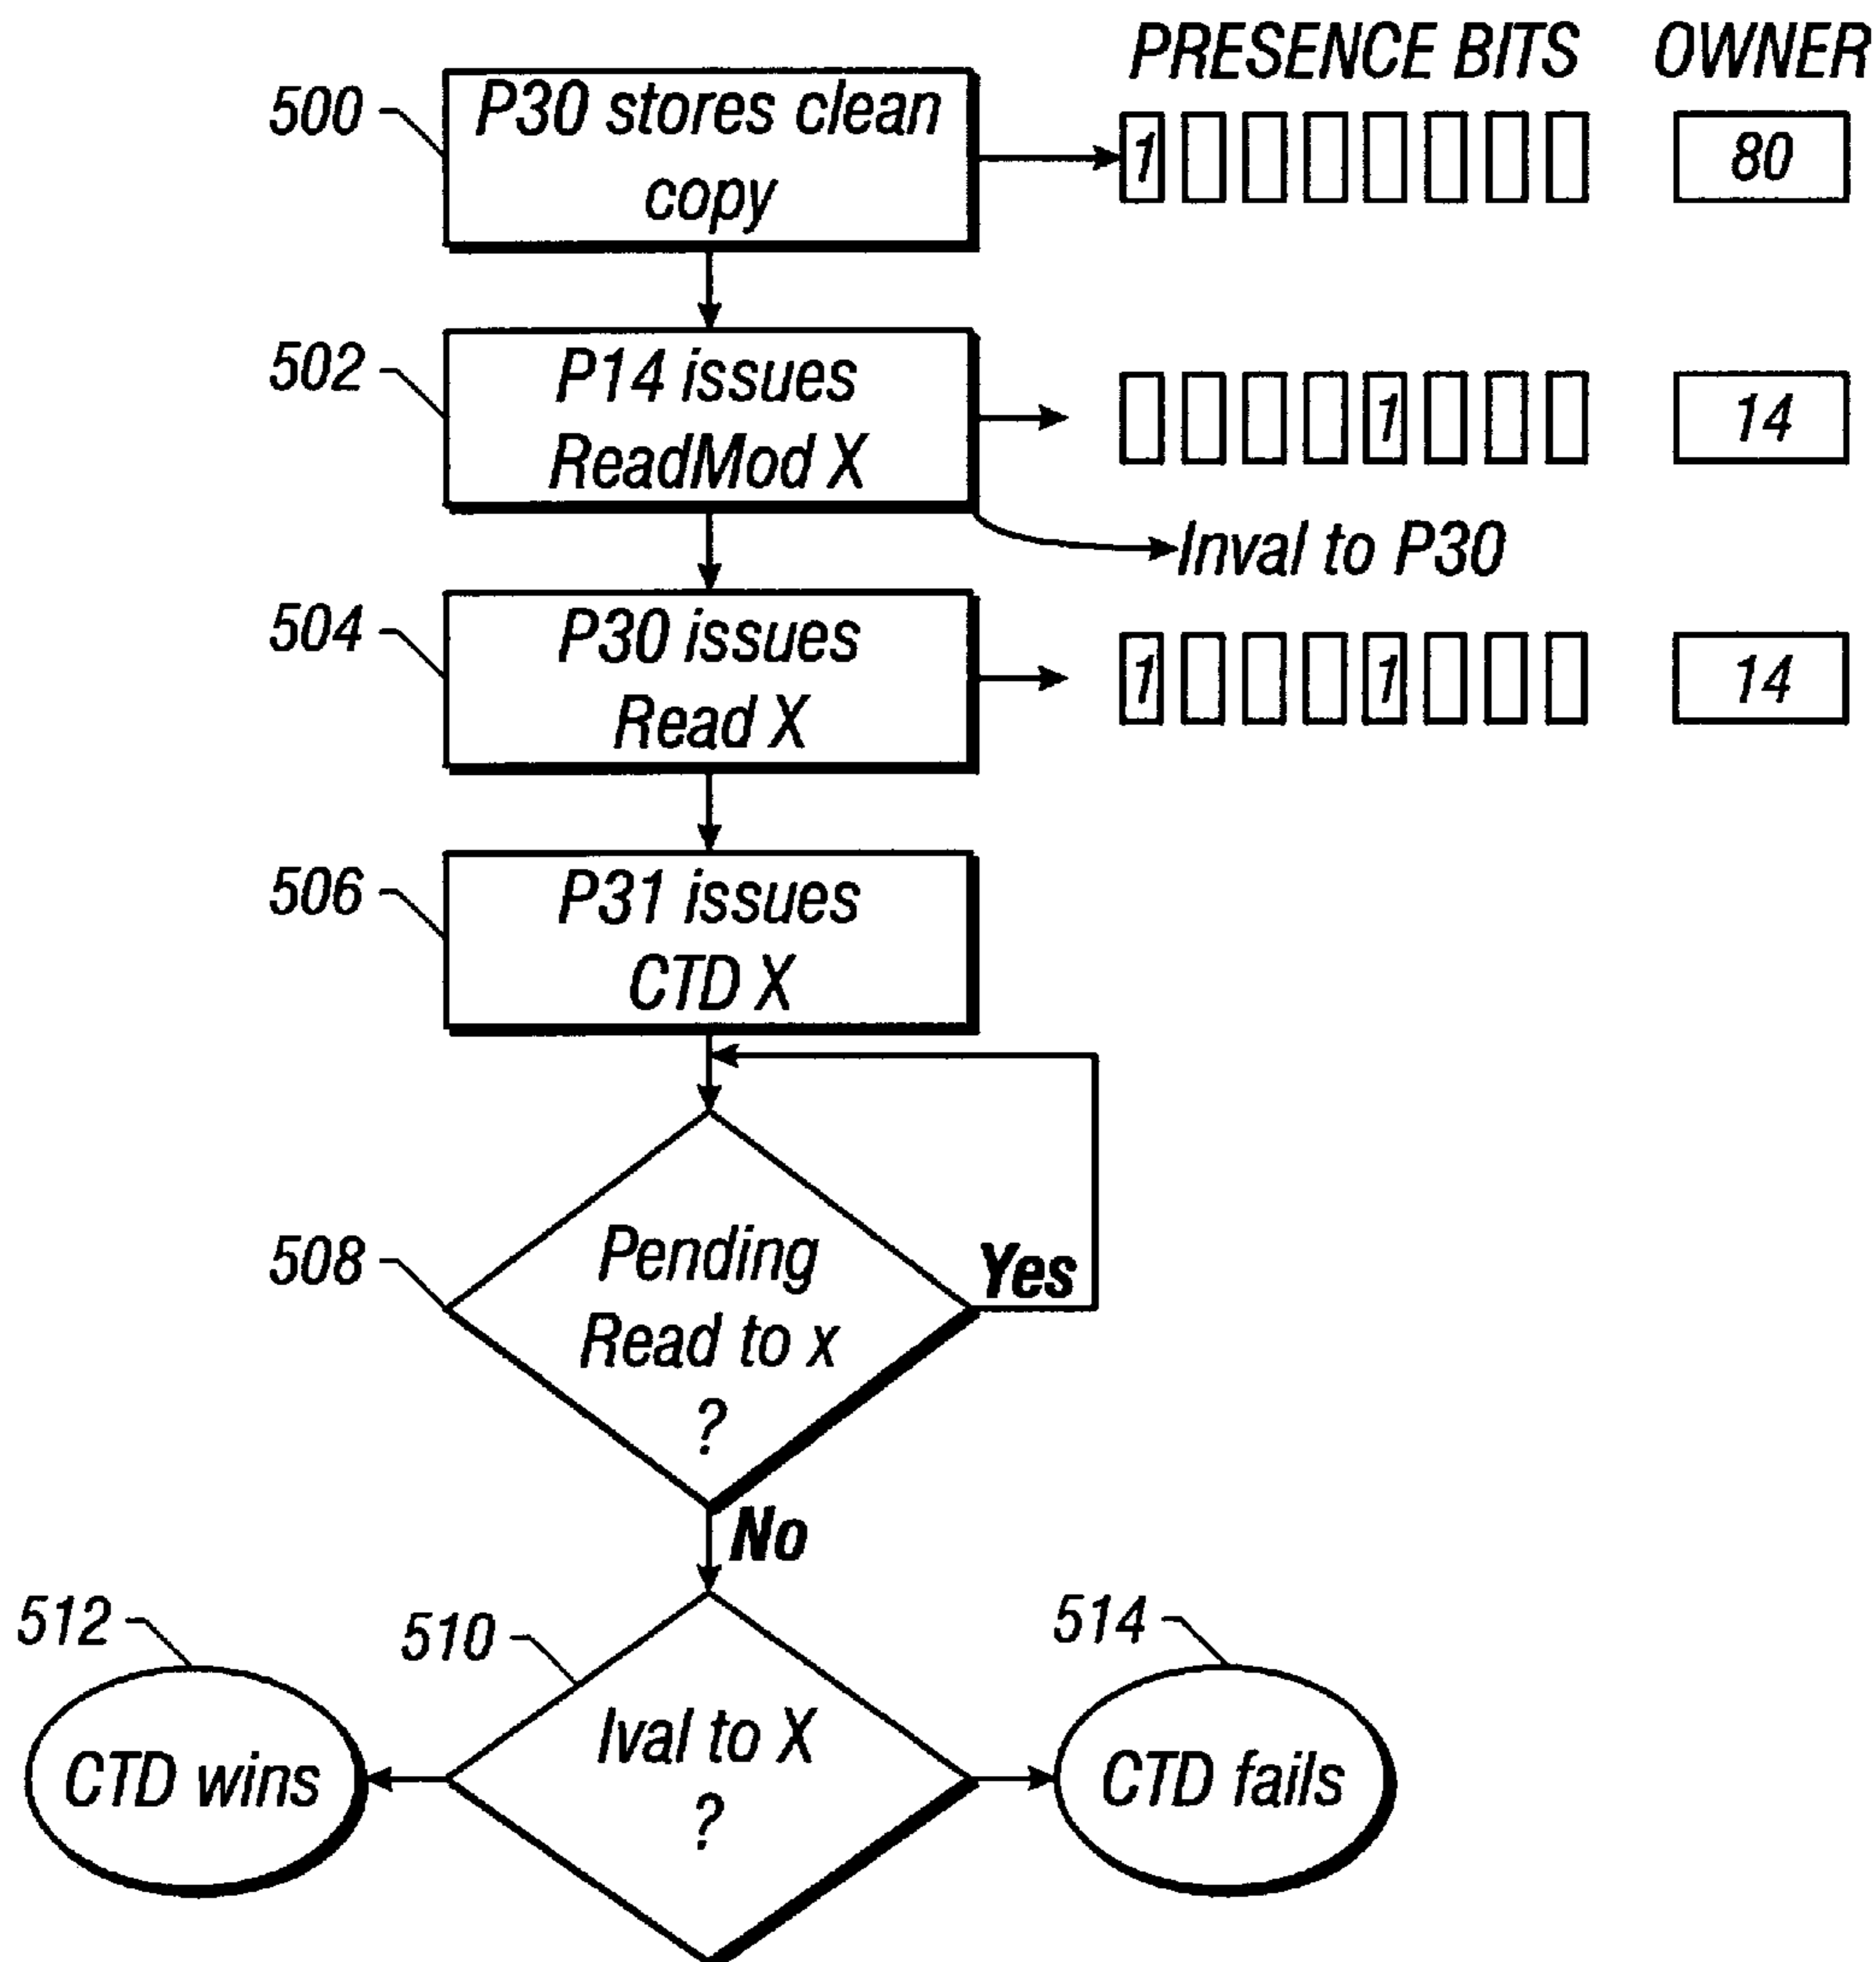 PRESENCE BITS OWNER
500 P30 stores clean
copy
1 80
502 P14 issues
ReadMod X
1 14
Inval to P30
504 P30 issues
Read X
1 1 14
506 P31 issues
CTD X
508 Pending
Read to x
?
Yes
No
512 510 514
CTD wins
Ival to X
?
CTD fails